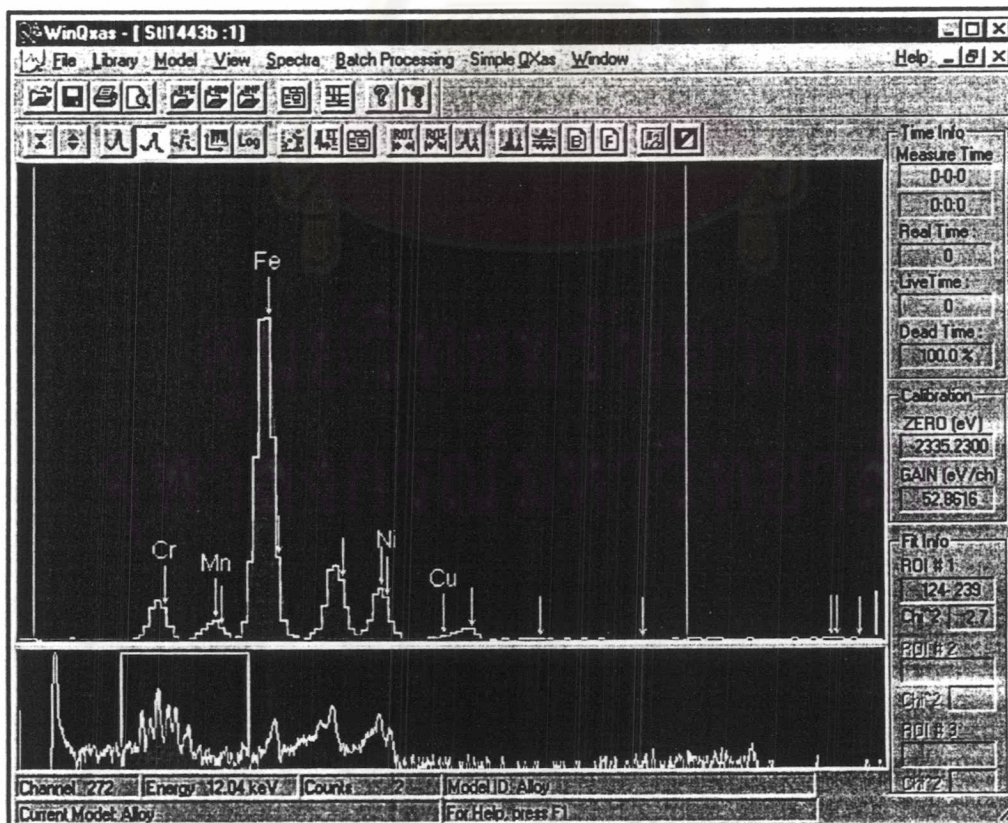 WinQxas - [ Stl1443b :1]
File Library Model View Spectra Batch Processing Simple QXas Window Help
Log
ROI ROI
B F
Time Info
Measure Time
0-0-0
0:0:0
Real Time :
0
LiveTime :
0
Dead Time :
100.0 %
Calibration
ZERO (eV)
-2335.2300
GAIN (eV/ch)
52.8616
Fit Info
ROI # 1
124- 239
Chi^2 2.7
ROI # 2
Chi^2
ROI # 3
Chi^2
Fe
Cr
Mn
Ni
Cu
Channel 272 Energy 12.04 keV Counts 2 Model ID: Alloy
Current Model: Alloy For Help, press F1